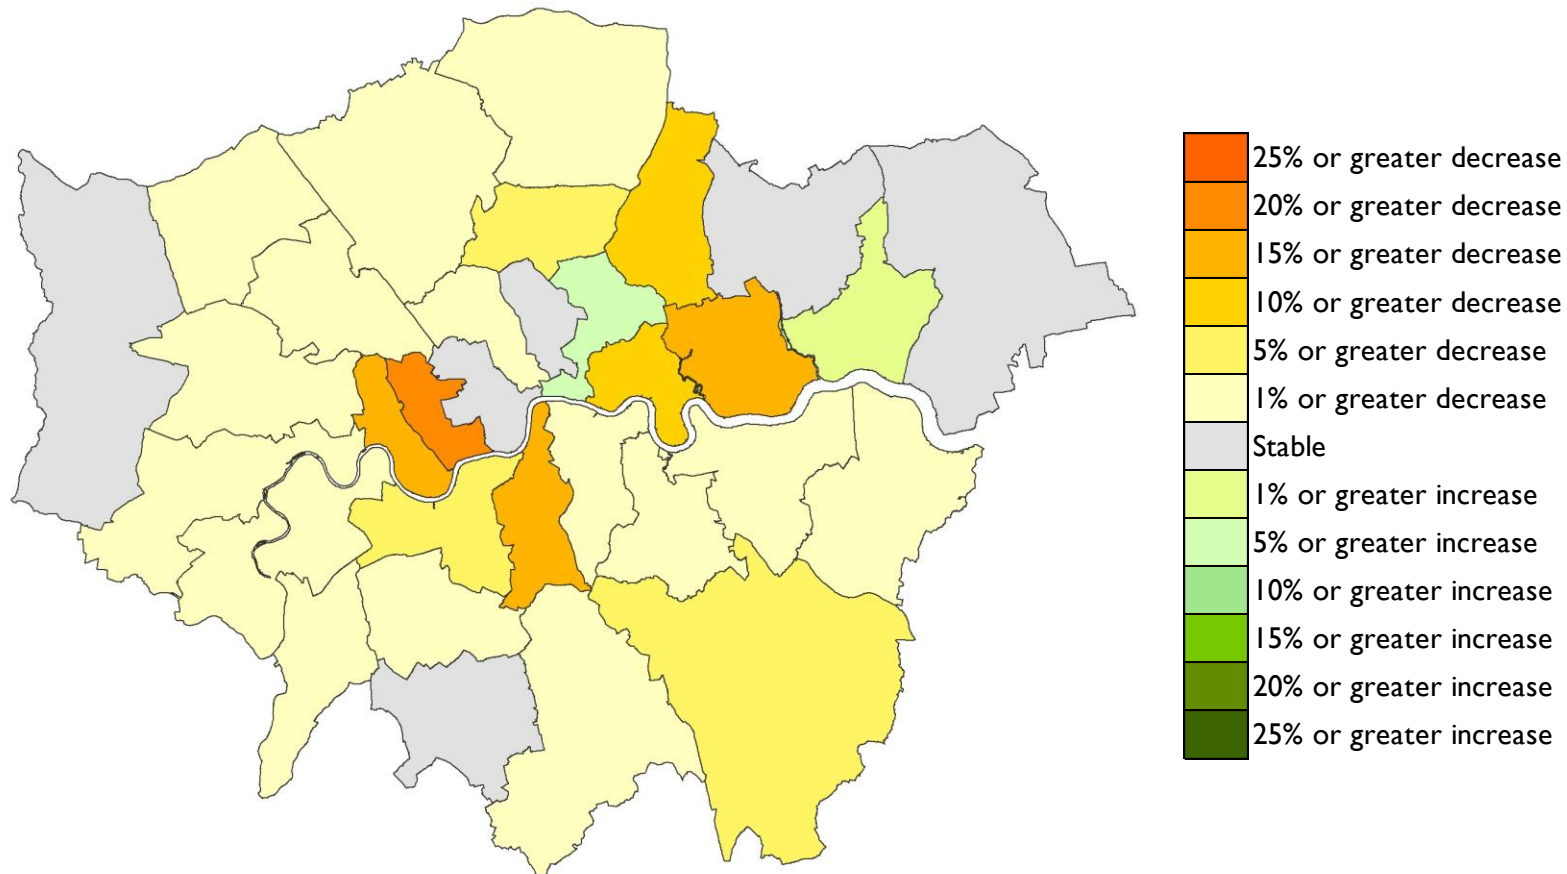 25% or greater decrease
20% or greater decrease
15% or greater decrease
10% or greater decrease
5% or greater decrease
1% or greater decrease
Stable
1% or greater increase
5% or greater increase
10% or greater increase
15% or greater increase
20% or greater increase
25% or greater increase